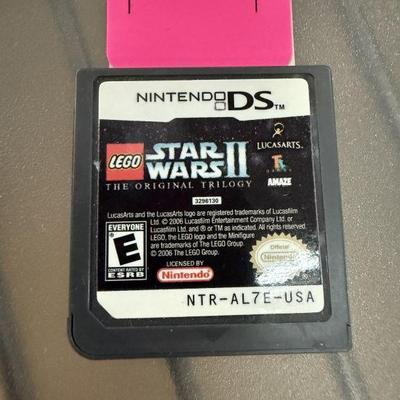 NINTENDO DS™
LUCASARTS
LEGO STAR WARS II
THE ORIGINAL TRILOGY
AMAZE
3296130
LucasArts and the LucasArts logo are registered trademarks of Lucasfilm
Ltd. © 2006 Lucasfilm Entertainment Company Ltd. or
Lucasfilm Ltd. and ® or TM as indicated. All rights reserved.
LEGO, the LEGO logo and the Minifigure
are trademarks of The LEGO Group.
© 2006 The LEGO Group.
EVERYONE
E
CONTENT RATED BY
ESRB
LICENSED BY
Nintendo
Official
Nintendo
NTR-AL7E-USA